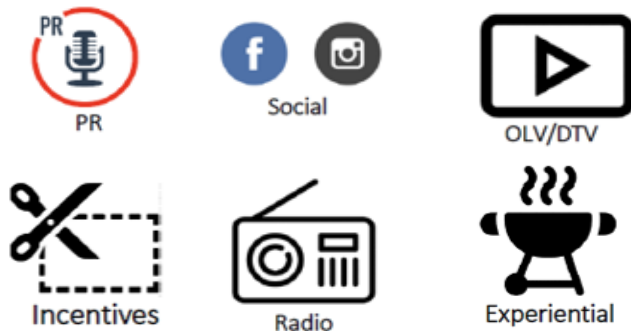 PR
PR
f
Social
OLV/DTV
Incentives
Radio
Experiential